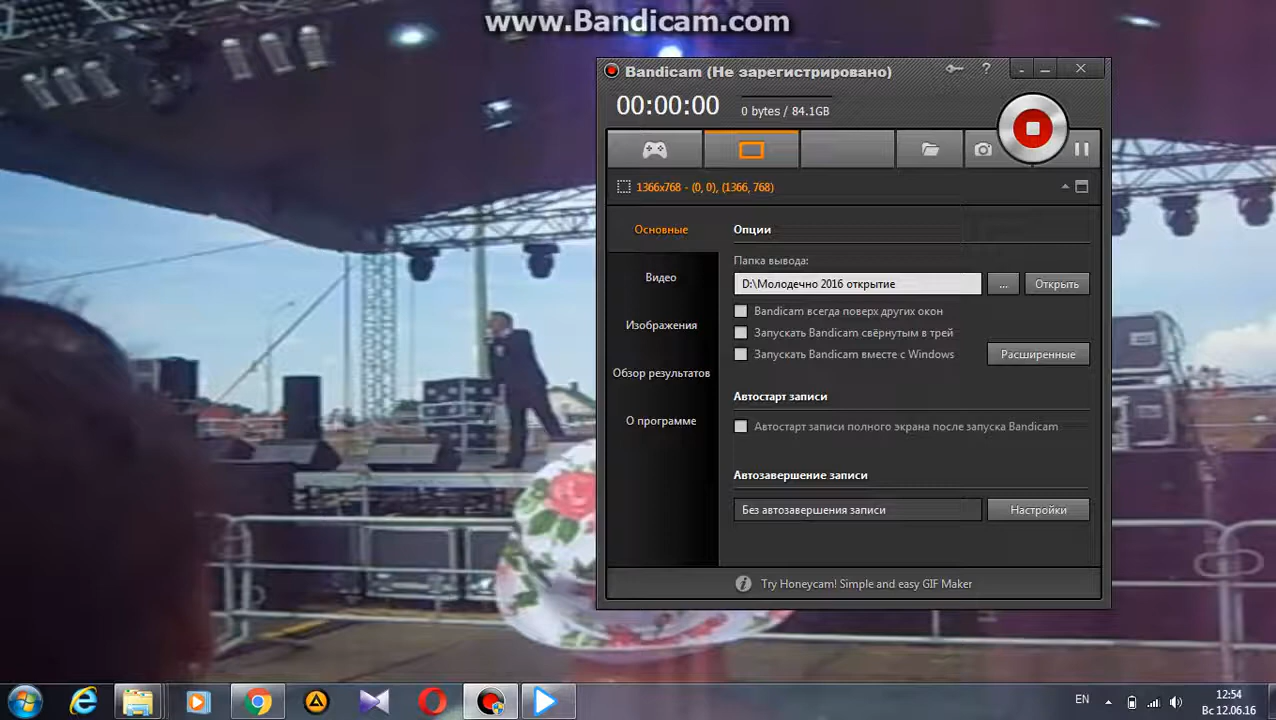 www.Bandicam.com
Bandicam (Не зарегистрировано)
?
00:00:00
0 bytes / 84.1GB
1366x768 - (0, 0), (1366, 768)
Основные
Видео
Изображения
Обзор результатов
О программе
Опции
Папка вывода:
D:\Молодечно 2016 открытие
...
Открыть
Bandicam всегда поверх других окон
Запускать Bandicam свёрнутым в трей
Запускать Bandicam вместе с Windows
Расширенные
Автостарт записи
Автостарт записи полного экрана после запуска Bandicam
Автозавершение записи
Без автозавершения записи
Настройки
Try Honeycam! Simple and easy GIF Maker
EN
12:54
Вс 12.06.16